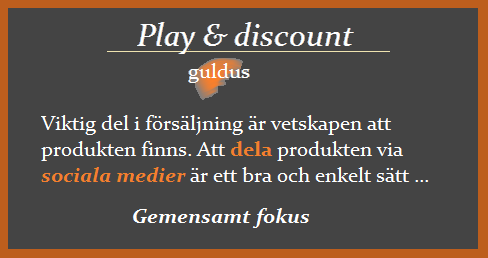 Play & discount
guldus
Viktig del i försäljning är vetskapen att
produkten finns. Att dela produkten via
sociala medier är ett bra och enkelt sätt ...
Gemensamt fokus